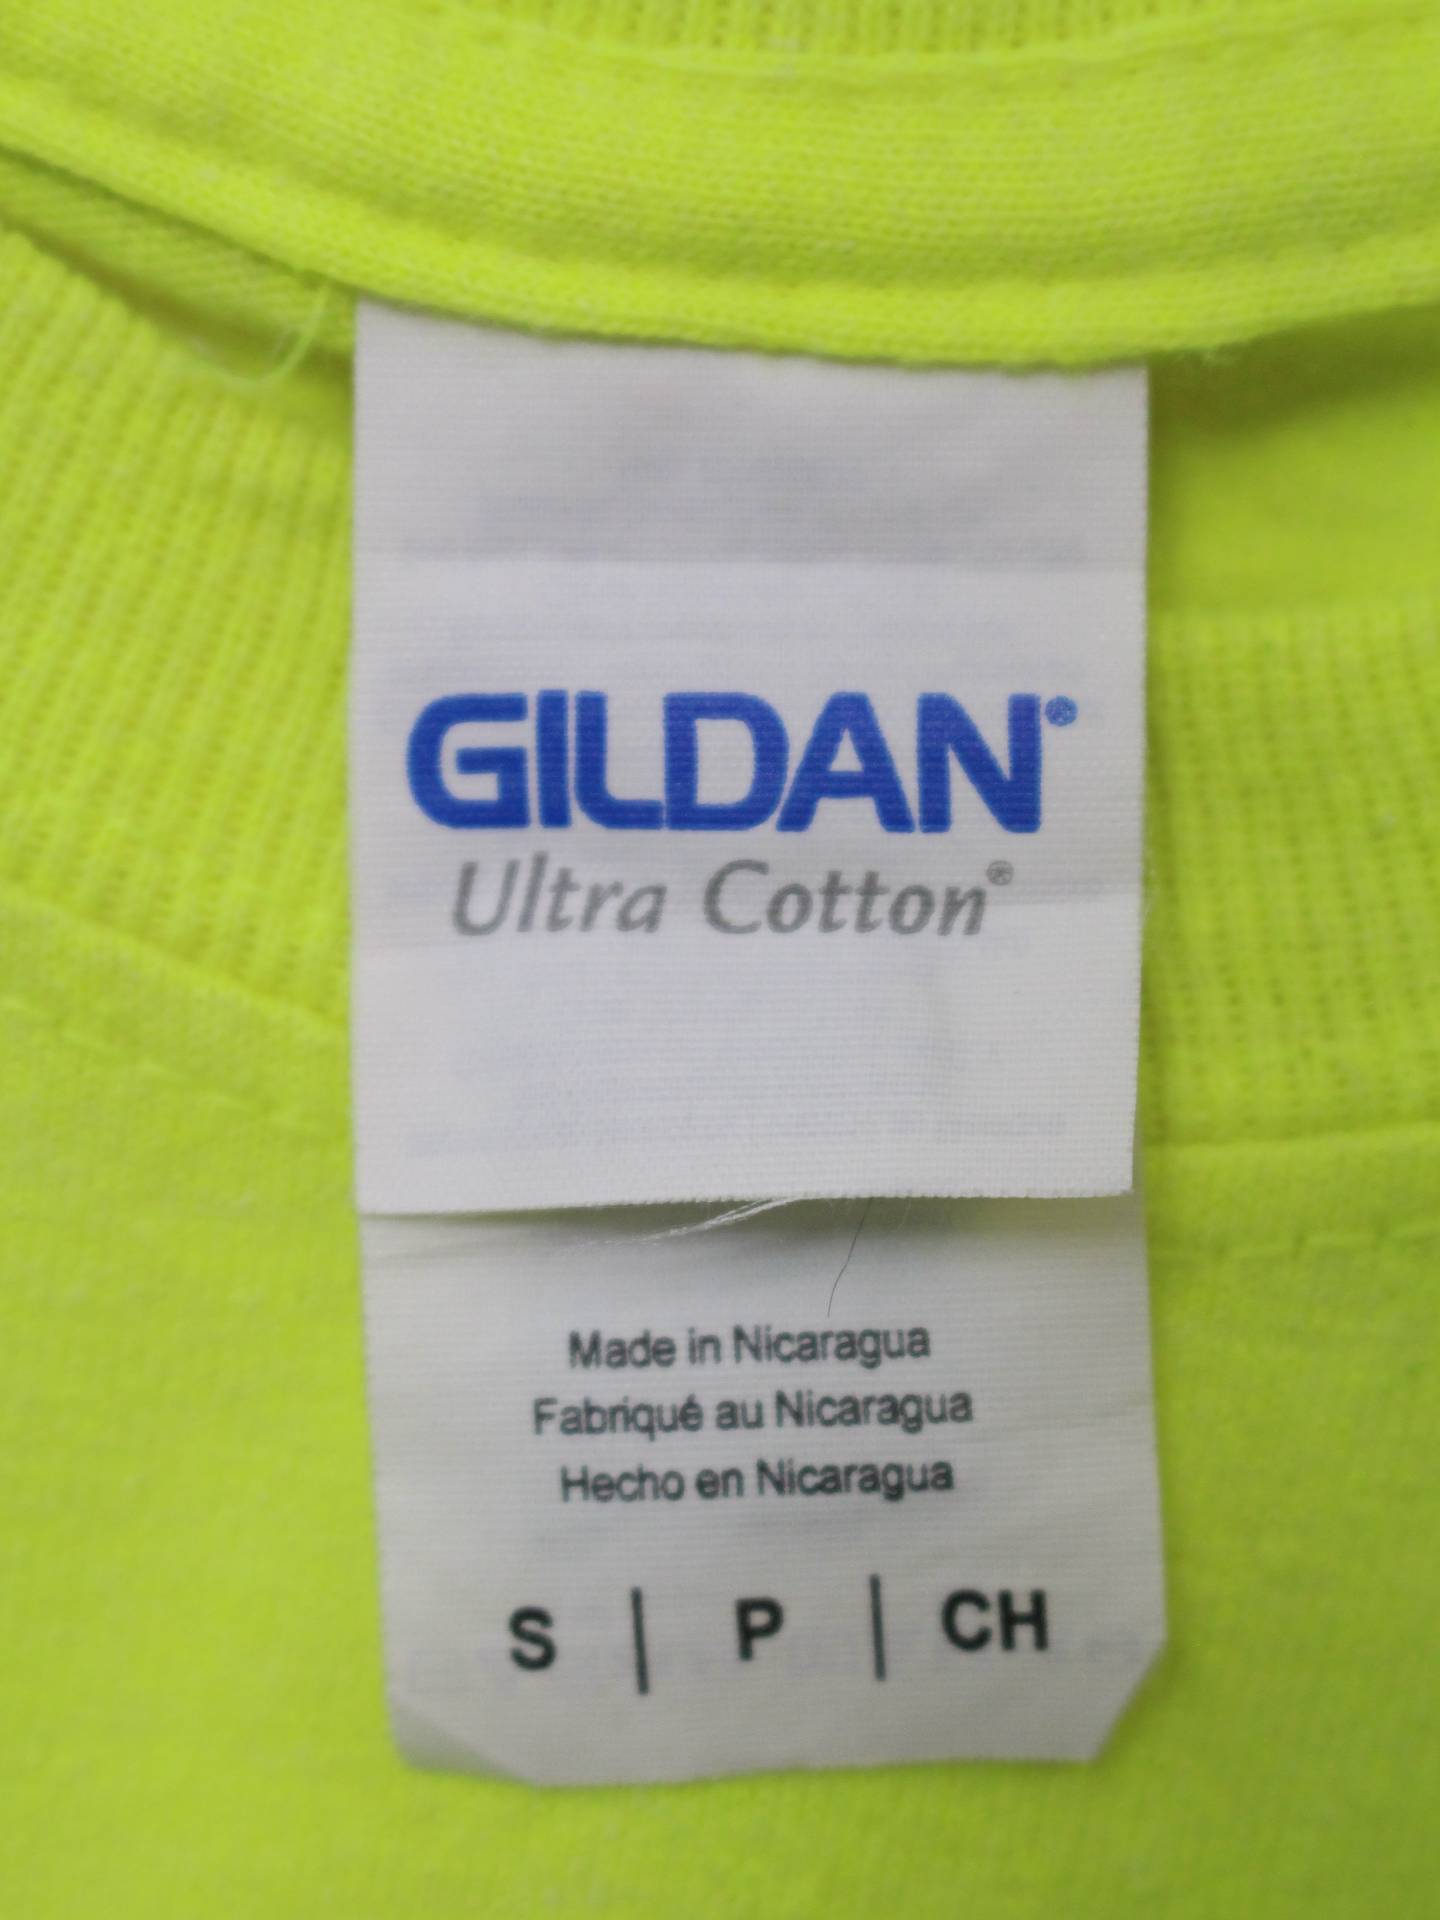 GILDAN®
Ultra Cotton®
Made in Nicaragua
Fabriqué au Nicaragua
Hecho en Nicaragua
S | P | CH